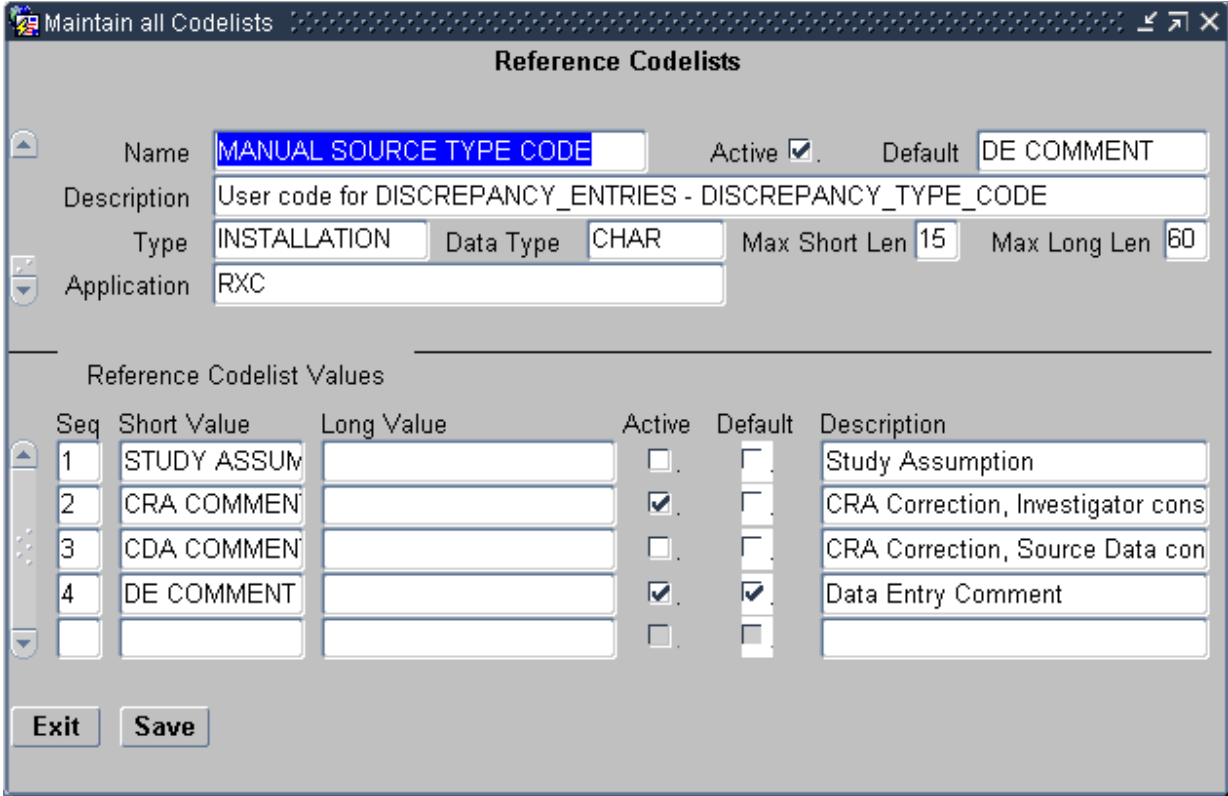 Maintain all Codelists
Reference Codelists
Name MANUAL SOURCE TYPE CODE Active . Default DE COMMENT
Description User code for DISCREPANCY_ENTRIES - DISCREPANCY_TYPE_CODE
Type INSTALLATION Data Type CHAR Max Short Len 15 Max Long Len 60
Application RXC
Reference Codelist Values
Seq Short Value Long Value Active Default Description
1 STUDY ASSUM . . Study Assumption
2 CRA COMMEN . . CRA Correction, Investigator cons
3 CDA COMMEN . . CRA Correction, Source Data con
4 DE COMMENT . . Data Entry Comment
. .
Exit Save